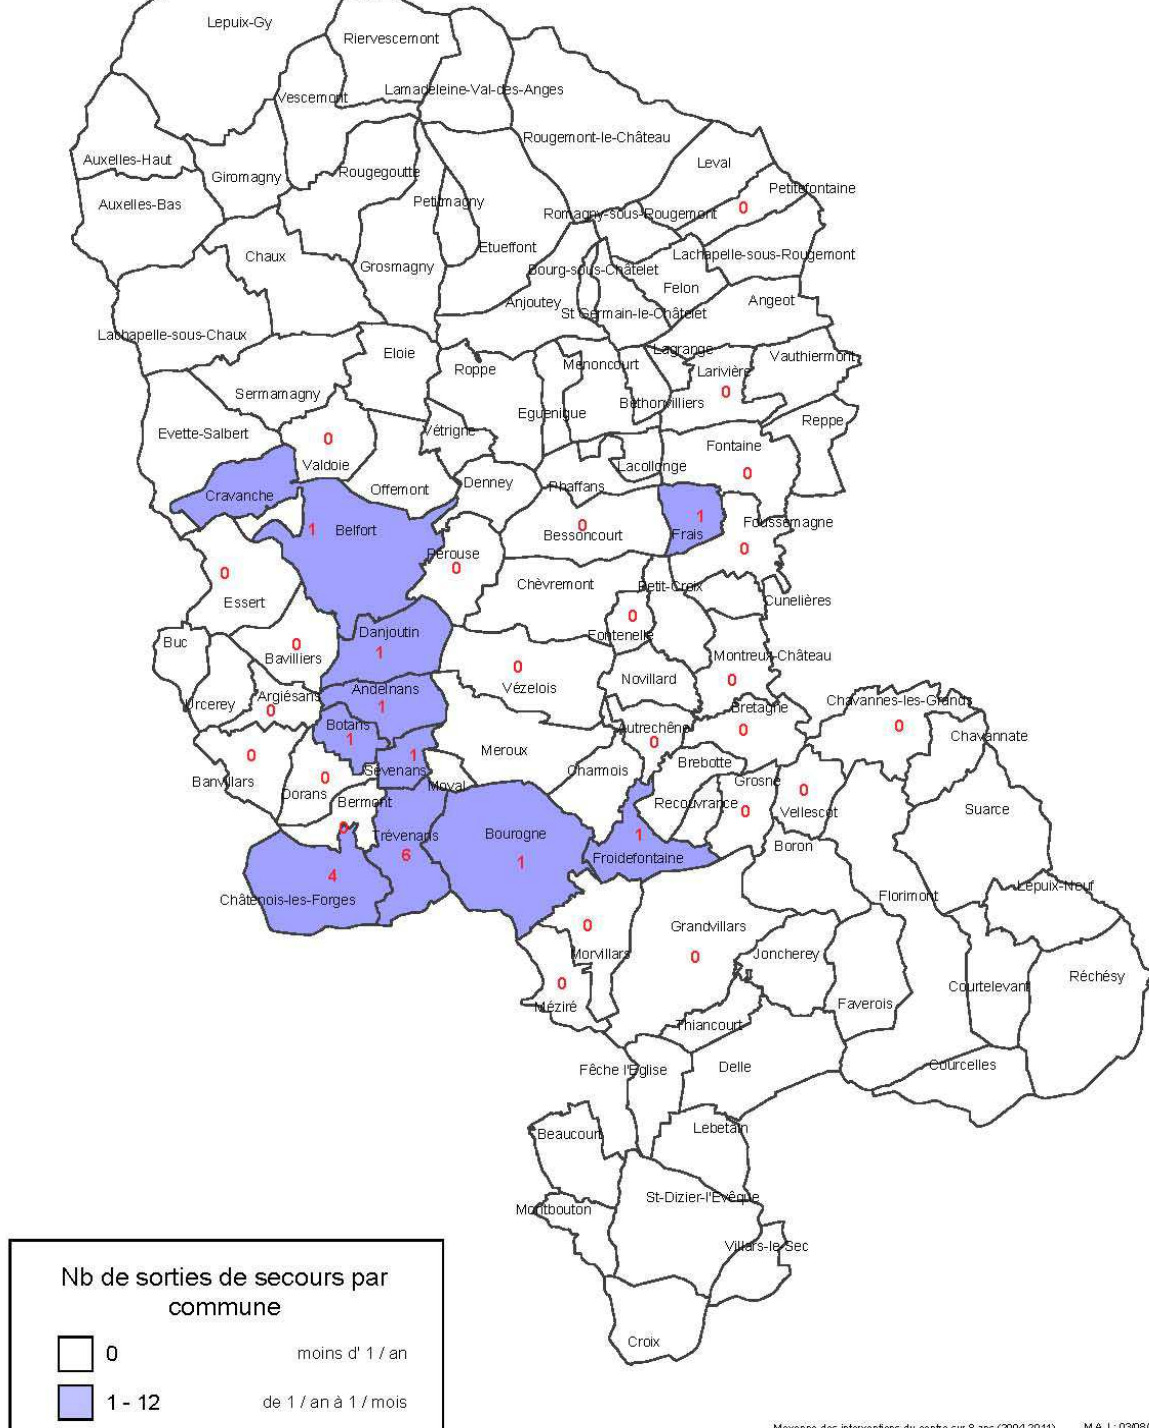 Lepuix-Gy
Riervescemont
Lamadeleine-Val-des-Anges
Vescemont
Rougemont-le-Château
Auxelles-Haut
Giromagny
Rougegoutte
Leval
Petitefontaine
Auxelles-Bas
Petitmagny
Romagny-sous-Rougemont
0
Etueffont
Chaux
Grosmagny
Bourg-sous-Châtelet
Lachapelle-sous-Rougemont
Felon
Anjoutey
Angeot
St Germain-le-Châtelet
Lachapelle-sous-Chaux
Eloie
Lagrange
Vauthiermont
Roppe
Menoncourt
Larivière
0
Sermamagny
Bethonvilliers
Eguenigue
Reppe
Evette-Salbert
0
Vétrigne
Fontaine
0
Valdoie
Lacollonge
Offemont
Denney
Phaffans
Cravanche
1
Belfort
0
Bessoncourt
1
Frais
Foussemagne
0
Perouse
0
0
Essert
Chèvremont
Petit-Croix
Cunelières
0
Fontenelle
Buc
Danjoutin
1
0
Bavilliers
Montreux-Château
0
0
Vézelois
Novillard
Urcerey
Argiésans
0
Andelnans
1
Bretagne
0
Chavannes-les-Grands
0
Botans
1
Autrechêne
0
Chavannate
Banvillars
0
1
Sévenans
Meroux
Charmois
Brebotte
0
Dorans
Moval
Grosne
0
0
Vellescot
Bermont
0
Recouvrance
Suarce
Trévenans
6
Bourogne
1
1
Froidefontaine
Boron
4
Châtenois-les-Forges
Florimont
Lepuix-Neuf
0
Morvillars
Grandvillars
0
Joncherey
0
Méziré
Faverois
Courtelevant
Réchésy
Thiancourt
Fêche l'Eglise
Delle
Courcelles
Beaucourt
Lebetain
St-Dizier-l'Evêque
Montbouton
Villars-le-Sec
Croix
Nb de sorties de secours par
commune
0 moins d' 1 / an
1 - 12 de 1 / an à 1 / mois